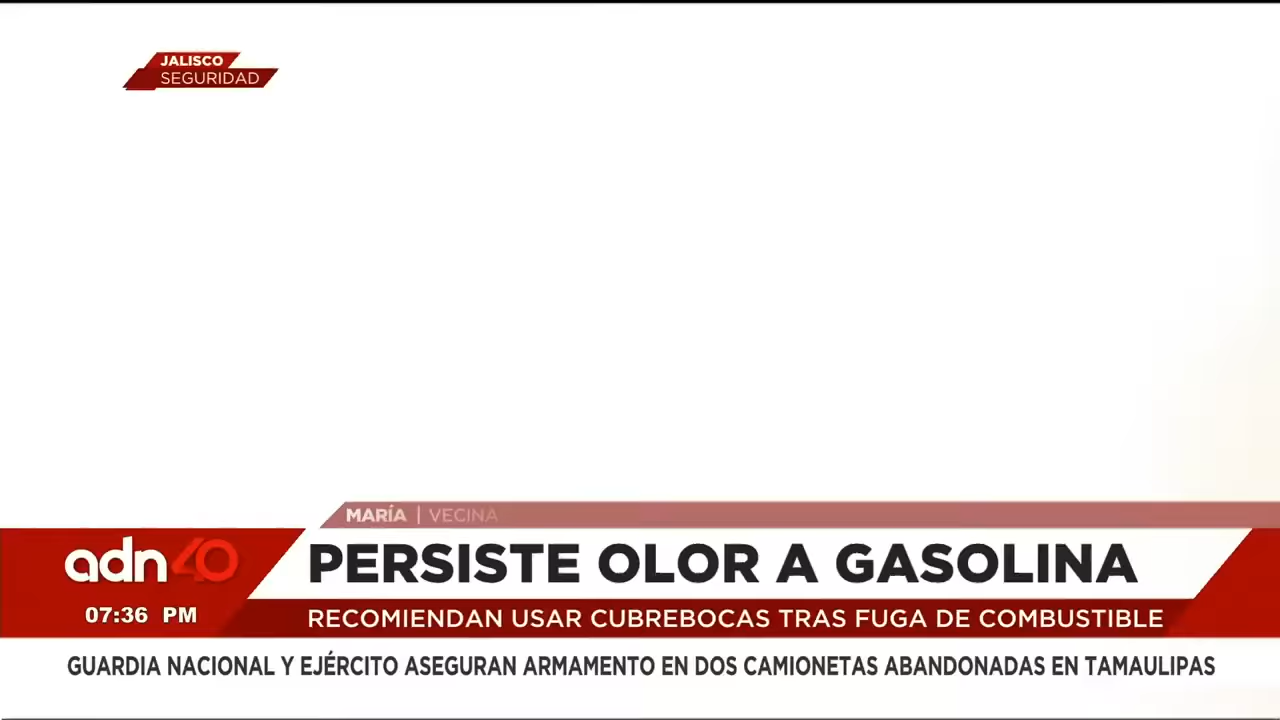 JALISCO
SEGURIDAD
MARÍA | VECINA
adn40
PERSISTE OLOR A GASOLINA
07:36 PM
RECOMIENDAN USAR CUBREBOCAS TRAS FUGA DE COMBUSTIBLE
GUARDIA NACIONAL Y EJÉRCITO ASEGURAN ARMAMENTO EN DOS CAMIONETAS ABANDONADAS EN TAMAULIPAS